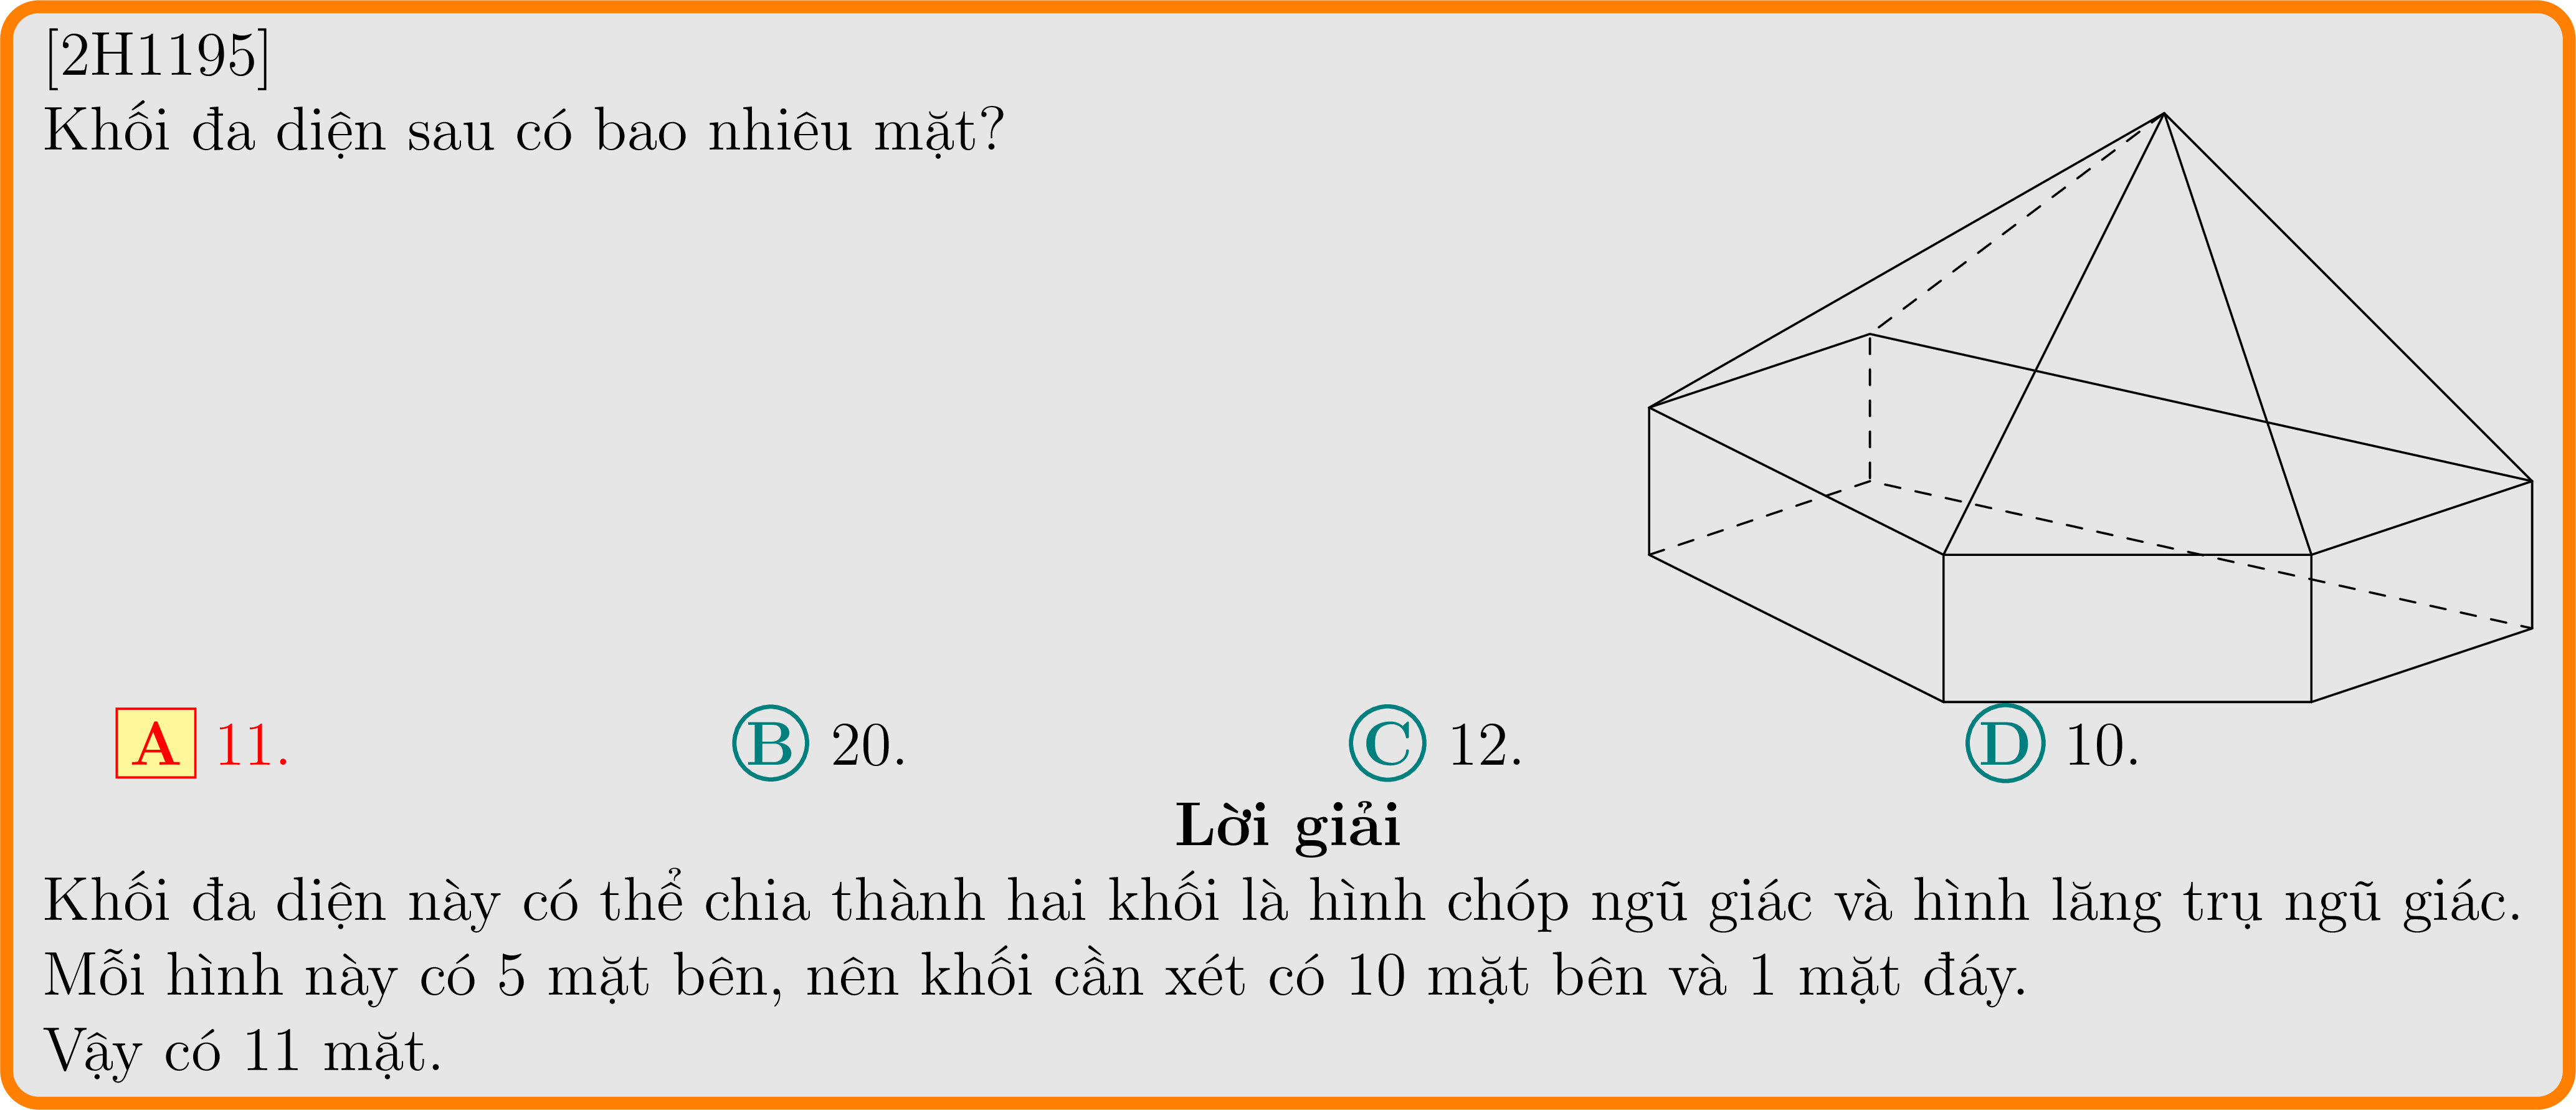 [2H1195]
Khối đa diện sau có bao nhiêu mặt?
A 11. B 20. C 12. D 10.
Lời giải
Khối đa diện này có thể chia thành hai khối là hình chóp ngũ giác và hình lăng trụ ngũ giác.
Mỗi hình này có 5 mặt bên, nên khối cần xét có 10 mặt bên và 1 mặt đáy.
Vậy có 11 mặt.